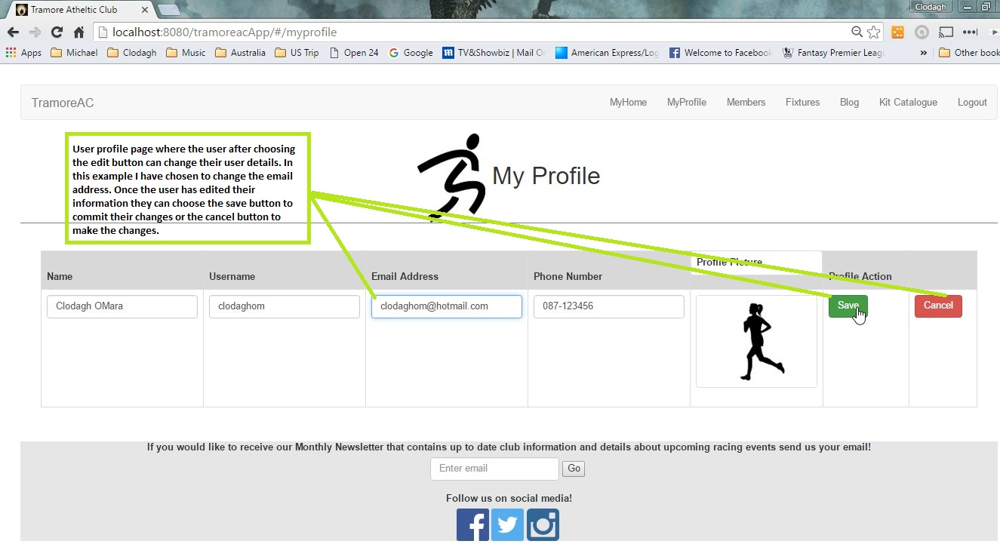 Tramore Atheltic Club
Clodagh
localhost:8080/tramoreacApp/#/myprofile
Apps Michael Clodagh Music Australia US Trip Open 24 Google TV&Showbiz | Mail Or American Express/Log Welcome to Facebook Fantasy Premier Leagu » Other book
TramoreAC MyHome MyProfile Members Fixtures Blog Kit Catalogue Logout
User profile page where the user after choosing
the edit button can change their user details. In
this example I have chosen to change the email
address. Once the user has edited their
information they can choose the save button to
commit their changes or the cancel button to
make the changes.
My Profile
Name Username Email Address Phone Number Profile Picture Profile Action
Clodagh OMara clodaghom clodaghom@hotmail.com 087-123456 Save Cancel
If you would like to receive our Monthly Newsletter that contains up to date club information and details about upcoming racing events send us your email!
Enter email Go
Follow us on social media!